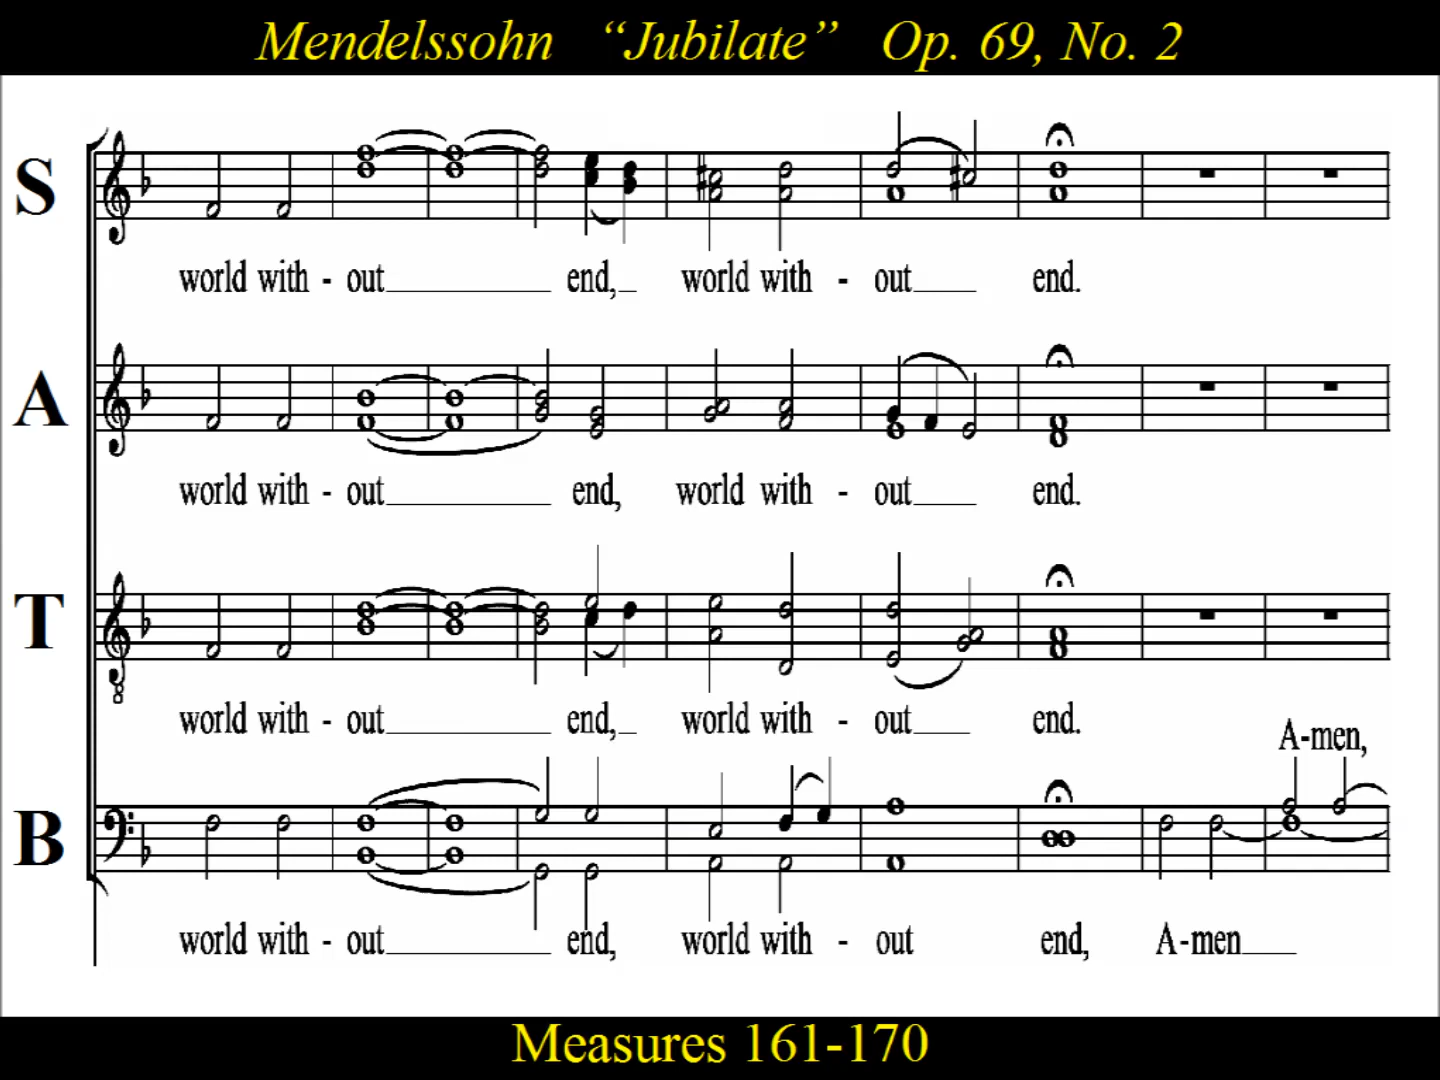 Mendelssohn “Jubilate” Op. 69, No. 2
S
world with - out end, world with - out end.
A
world with - out end, world with - out end.
T
world with - out end, world with - out end.
8
A-men,
B
world with - out end, world with - out end, A-men
Measures 161-170